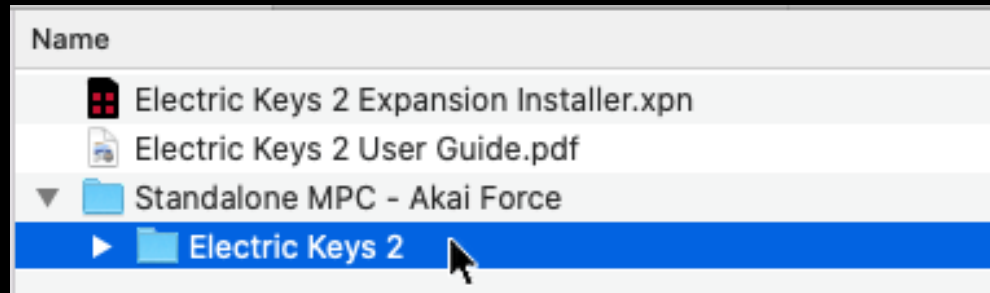 Name
Electric Keys 2 Expansion Installer.xpn
Electric Keys 2 User Guide.pdf
Standalone MPC - Akai Force
Electric Keys 2